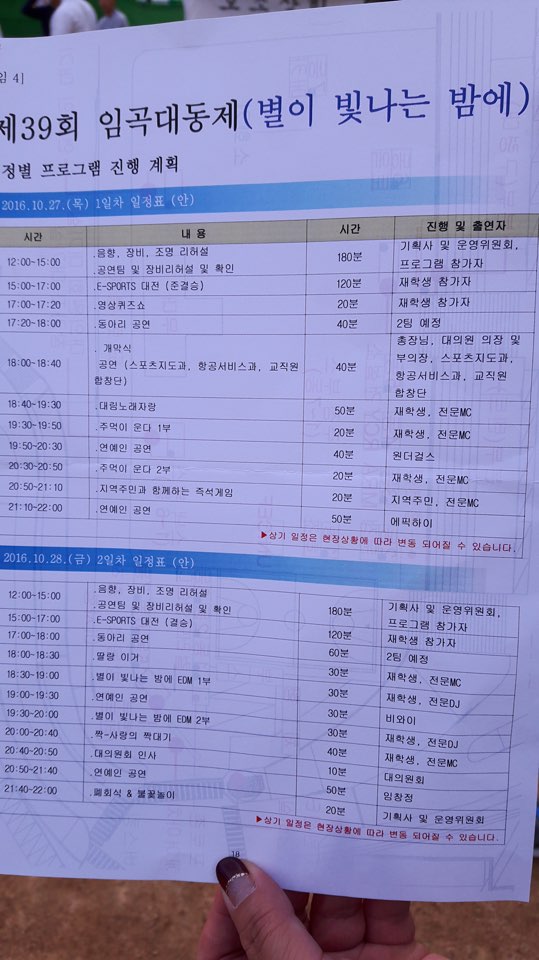 임 4]
제39회 임곡대동제(별이 빛나는 밤에)
정별 프로그램 진행 계획
2016.10.27.(목) 1일차 일정표 (안)
시간 내 용 시간 진행 및 출연자
12:00~15:00 .음향, 장비, 조명 리허설 180분 기획사 및 운영위원회,
.공연팀 및 장비리허설 및 확인 프로그램 참가자
15:00~17:00 .E-SPORTS 대전 (준결승) 120분 재학생 참가자
17:00~17:20 .영상퀴즈쇼 20분 재학생 참가자
17:20~18:00 .동아리 공연 40분 2팀 예정
18:00~18:40 . 개막식 40분 총장님, 대의원 의장 및
공연 (스포츠지도과, 항공서비스과, 교직원 부의장, 스포츠지도과,
합창단) 항공서비스과, 교직원
합창단
18:40~19:30 .대림노래자랑 50분 재학생, 전문MC
19:30~19:50 .주먹이 운다 1부 20분 재학생, 전문MC
19:50~20:30 .연예인 공연 40분 원더걸스
20:30~20:50 .주먹이 운다 2부 20분 재학생, 전문MC
20:50~21:10 .지역주민과 함께하는 즉석게임 20분 지역주민, 전문MC
21:10~22:00 .연예인 공연 50분 에픽하이
▶상기 일정은 현장상황에 따라 변동 되어질 수 있습니다.
2016.10.28.(금) 2일차 일정표 (안)
12:00~15:00 .음향, 장비, 조명 리허설 180분 기획사 및 운영위원회,
.공연팀 및 장비리허설 및 확인 프로그램 참가자
15:00~17:00 .E-SPORTS 대전 (결승) 120분 재학생 참가자
17:00~18:00 .동아리 공연 60분 2팀 예정
18:00~18:30 .딸랑 이거 30분 재학생, 전문MC
18:30~19:00 .별이 빛나는 밤에 EDM 1부 30분 재학생, 전문DJ
19:00~19:30 .연예인 공연 30분 비와이
19:30~20:00 .별이 빛나는 밤에 EDM 2부 30분 재학생, 전문DJ
20:00~20:40 .짝-사랑의 짝대기 40분 재학생, 전문MC
20:40~20:50 .대의원회 인사 10분 대의원회
20:50~21:40 .연예인 공연 50분 임창정
21:40~22:00 .폐회식 & 불꽃놀이 20분 기획사 및 운영위원회
▶상기 일정은 현장상황에 따라 변동 되어질 수 있습니다.
18